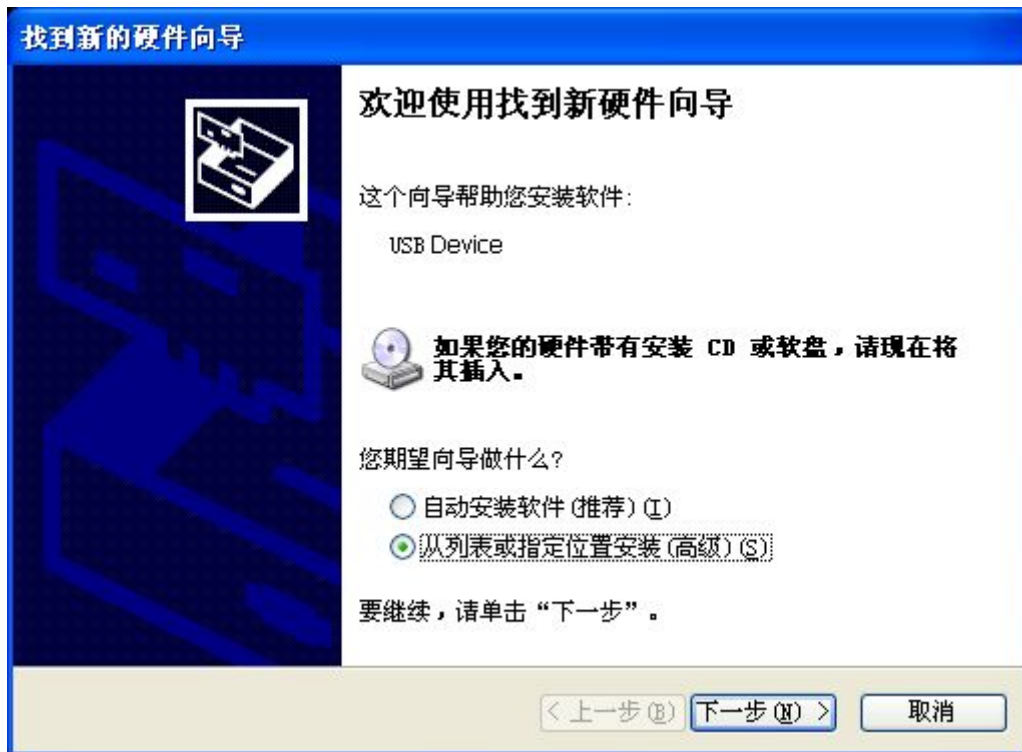 找到新的硬件向导
欢迎使用找到新硬件向导
这个向导帮助您安装软件:
USB Device
如果您的硬件带有安装 CD 或软盘，请现在将
其插入。
您期望向导做什么?
自动安装软件(推荐)(I)
从列表或指定位置安装(高级)(S)
要继续，请单击“下一步”。
< 上一步(B) 下一步(N) > 取消